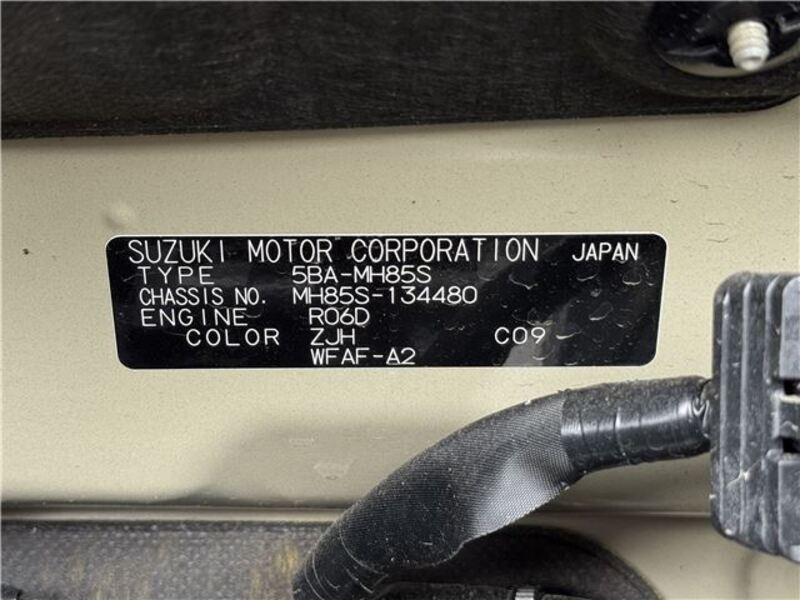 SUZUKI MOTOR CORPORATION JAPAN
TYPE 5BA-MH85S
CHASSIS NO. MH85S-134480
ENGINE R06D
COLOR ZJH C09
WFAF-A2